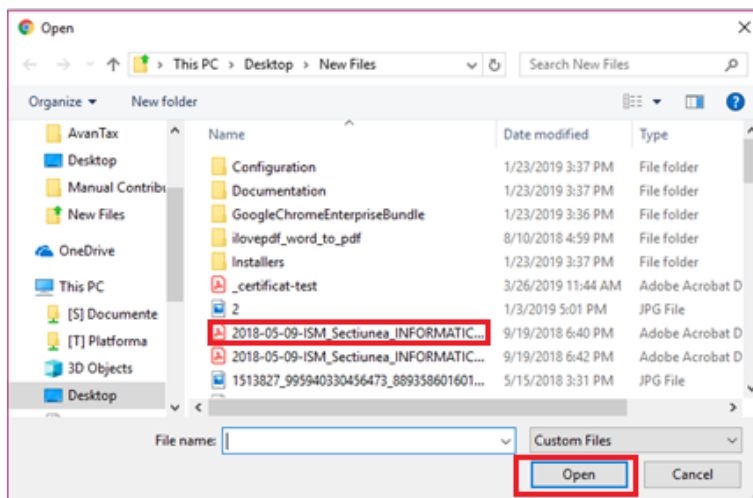 Open
This PC > Desktop > New Files
Search New Files
Organize
New folder
AvanTax
Desktop
Manual Contribu
New Files
OneDrive
This PC
[S] Documente
[T] Platforma
3D Objects
Desktop
Name Date modified Type
Configuration 1/23/2019 3:37 PM File folder
Documentation 1/23/2019 3:37 PM File folder
GoogleChromeEnterpriseBundle 1/23/2019 3:36 PM File folder
ilovepdf_word_to_pdf 8/10/2018 4:59 PM File folder
Installers 1/23/2019 3:37 PM File folder
_certificat-test 3/26/2019 11:44 AM Adobe Acrobat D
2 1/3/2019 5:01 PM JPG File
2018-05-09-ISM_Sectiunea_INFORMATIC... 9/19/2018 6:40 PM Adobe Acrobat D
2018-05-09-ISM_Sectiunea_INFORMATIC... 9/19/2018 6:42 PM Adobe Acrobat D
1513827_995940330456473_889358601601... 5/15/2018 3:31 PM JPG File
File name:
Custom Files
Open
Cancel